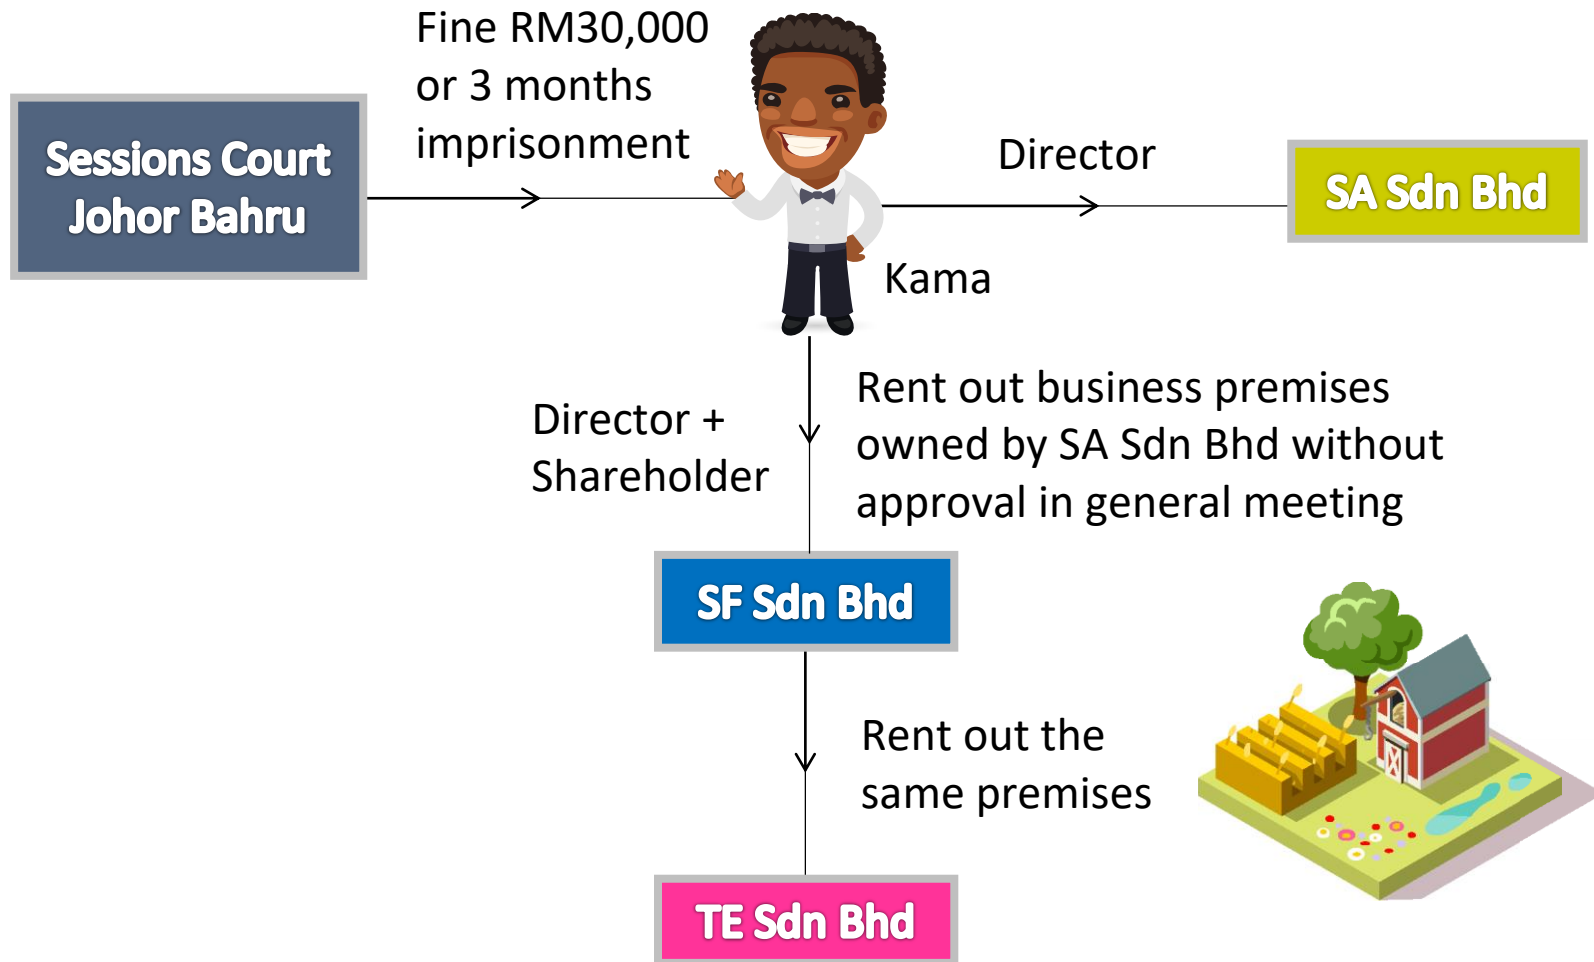 Fine RM30,000
or 3 months
imprisonment
Sessions Court
Johor Bahru
Director
SA Sdn Bhd
Kama
Director +
Shareholder
Rent out business premises
owned by SA Sdn Bhd without
approval in general meeting
SF Sdn Bhd
Rent out the
same premises
TE Sdn Bhd